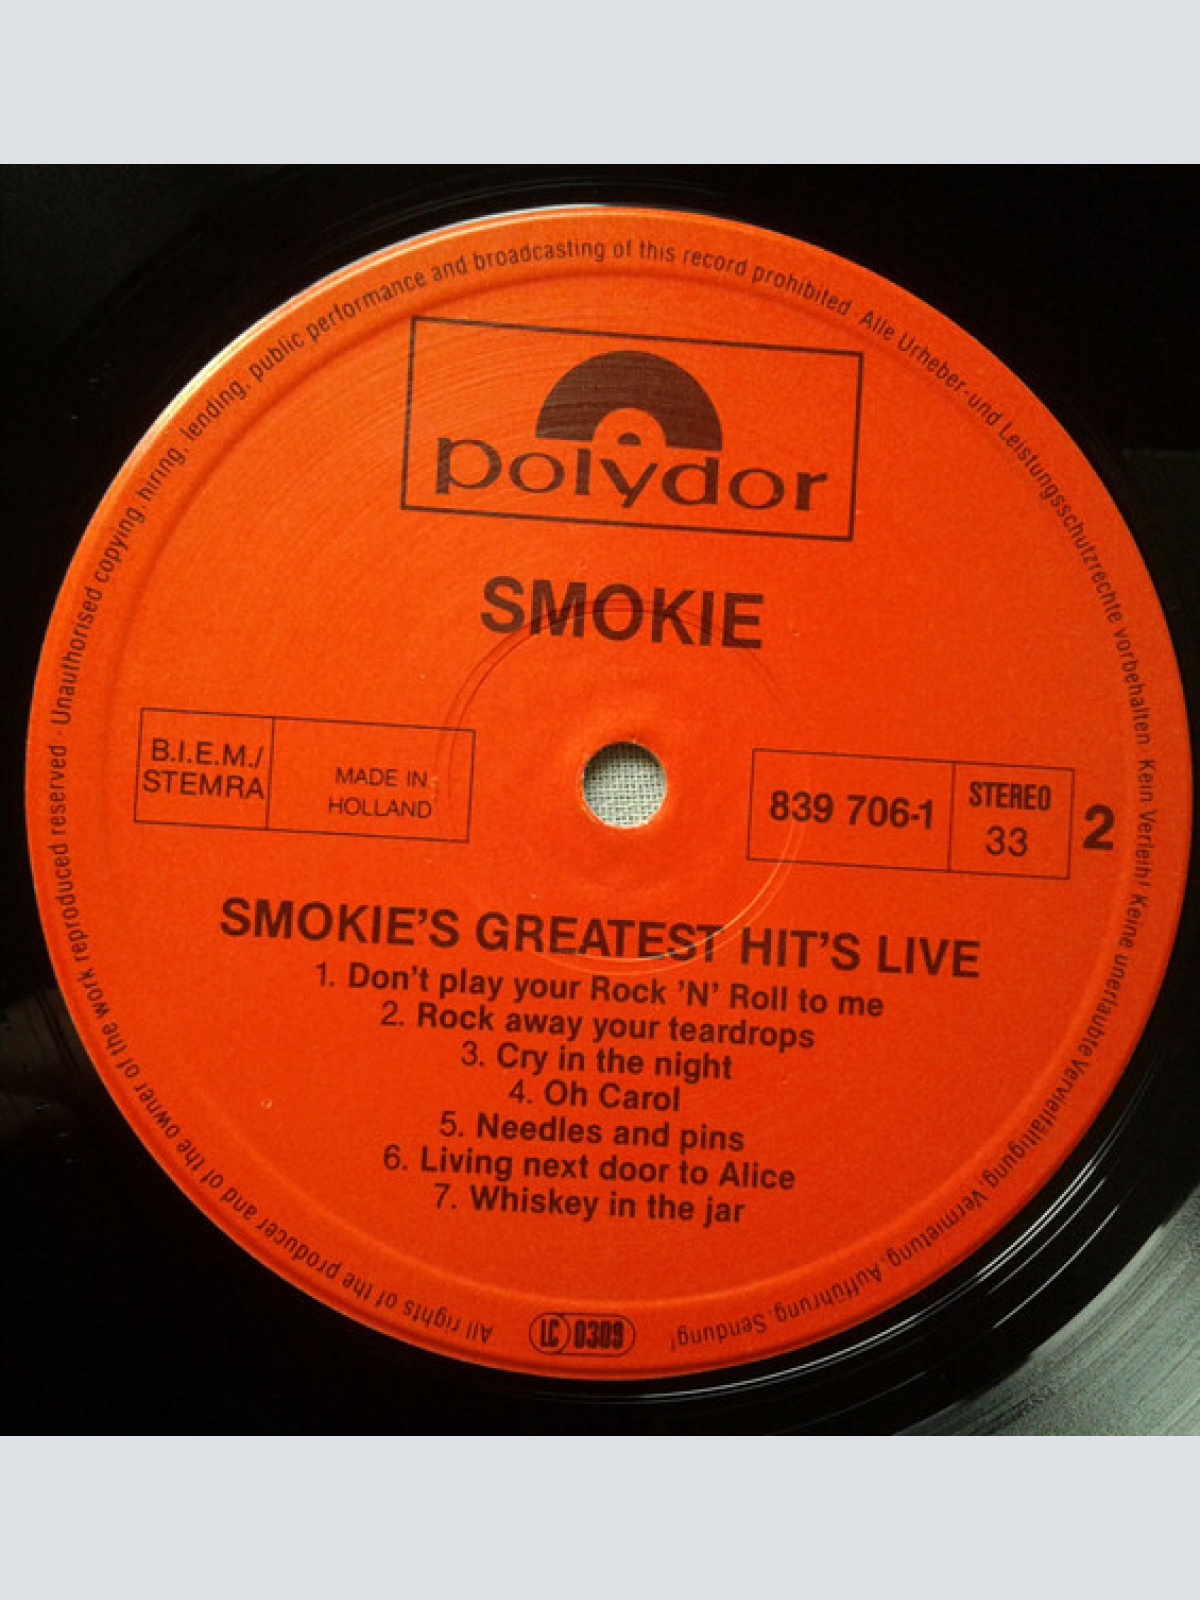 All rights of the producer and of the owner of the work reproduced reserved · Unauthorised copying, hiring, lending, public performance and broadcasting of this record prohibited · Alle Urheber-und Leistungsschutzrechte vorbehalten · Kein Verleih! Keine unerlaubte Vervielfältigung, Vermietung, Aufführung, Sendung!
polydor
SMOKIE
B.I.E.M./
STEMRA
MADE IN
HOLLAND
839 706-1
STEREO
33
2
SMOKIE'S GREATEST HIT'S LIVE
1. Don't play your Rock 'N' Roll to me
2. Rock away your teardrops
3. Cry in the night
4. Oh Carol
5. Needles and pins
6. Living next door to Alice
7. Whiskey in the jar
LC 0309